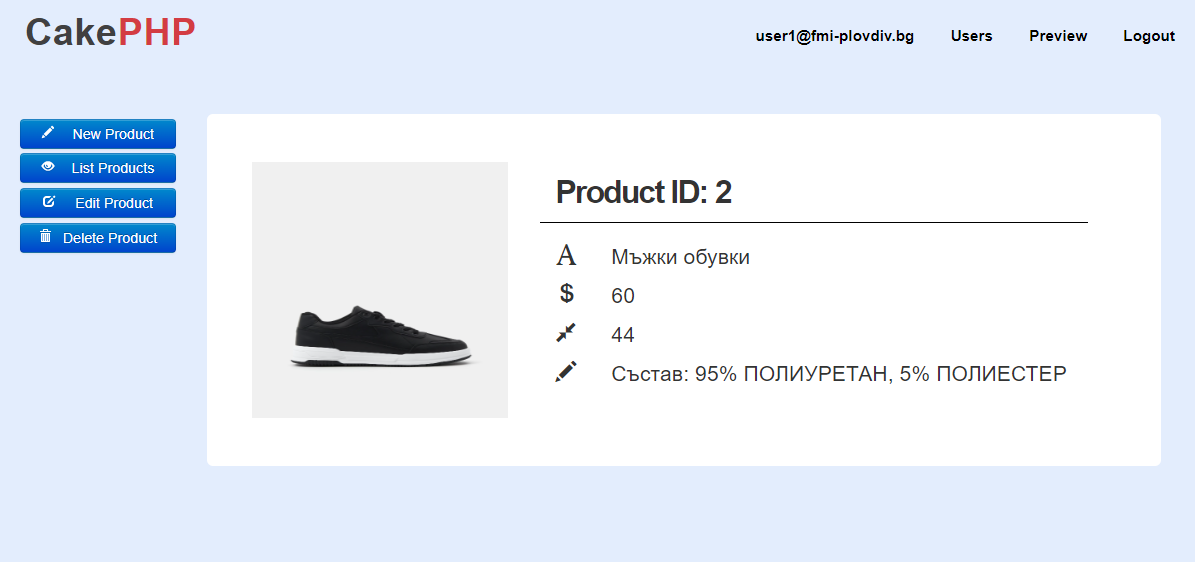 CakePHP
user1@fmi-plovdiv.bg Users Preview Logout
New Product
List Products
Edit Product
Delete Product
Product ID: 2
A Мъжки обувки
$ 60
44
Състав: 95% ПОЛИУРЕТАН, 5% ПОЛИЕСТЕР